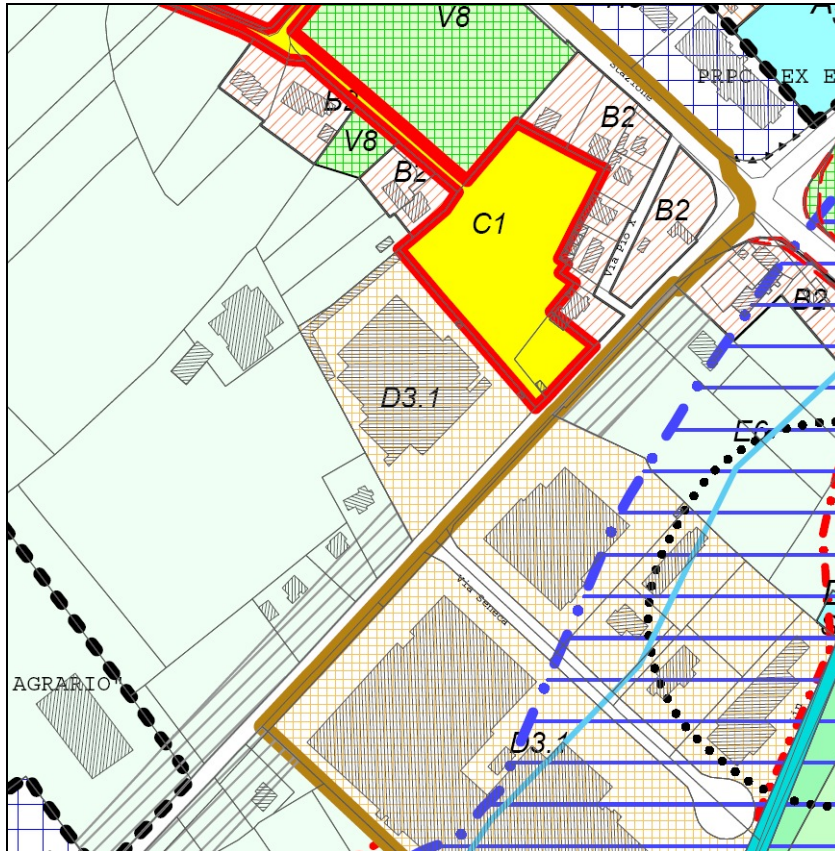 V8
Stazione
PRPC EX E
B2
B2
V8
B2
C1
B2
Via Pio X
B2
D3.1
E6
Via Seneca
AGRARIO"
D3.1